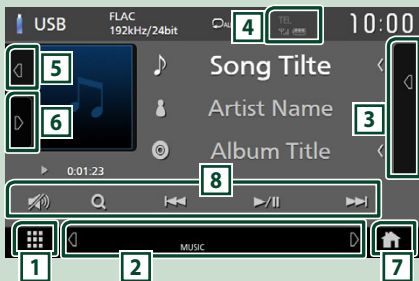 USB
FLAC
192kHz/24bit
ALL
4
TEL
10:00
5
Song Tilte
6
Artist Name
3
Album Title
0:01:23
8
MUSIC
1
2
7